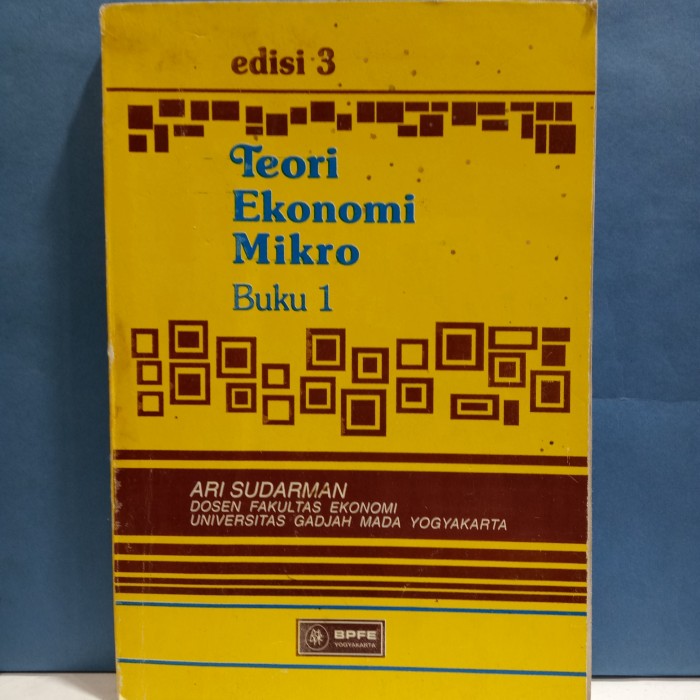 edisi 3
Teori
Ekonomi
Mikro
Buku 1
ARI SUDARMAN
DOSEN FAKULTAS EKONOMI
UNIVERSITAS GADJAH MADA YOGYAKARTA
BPFE
YOGYAKARTA